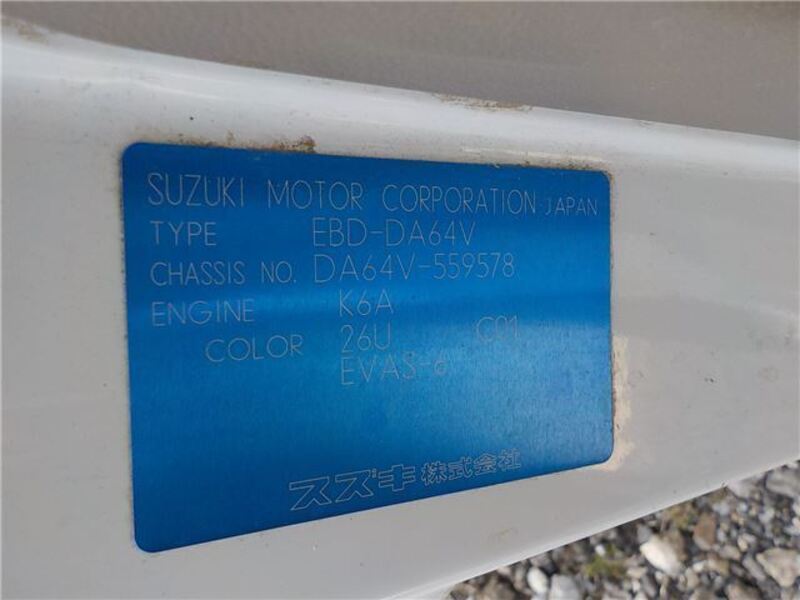 SUZUKI MOTOR CORPORATION JAPAN
TYPE EBD-DA64V
CHASSIS NO. DA64V-559578
ENGINE K6A
COLOR 26U C01
EVAS-6
スズキ株式会社